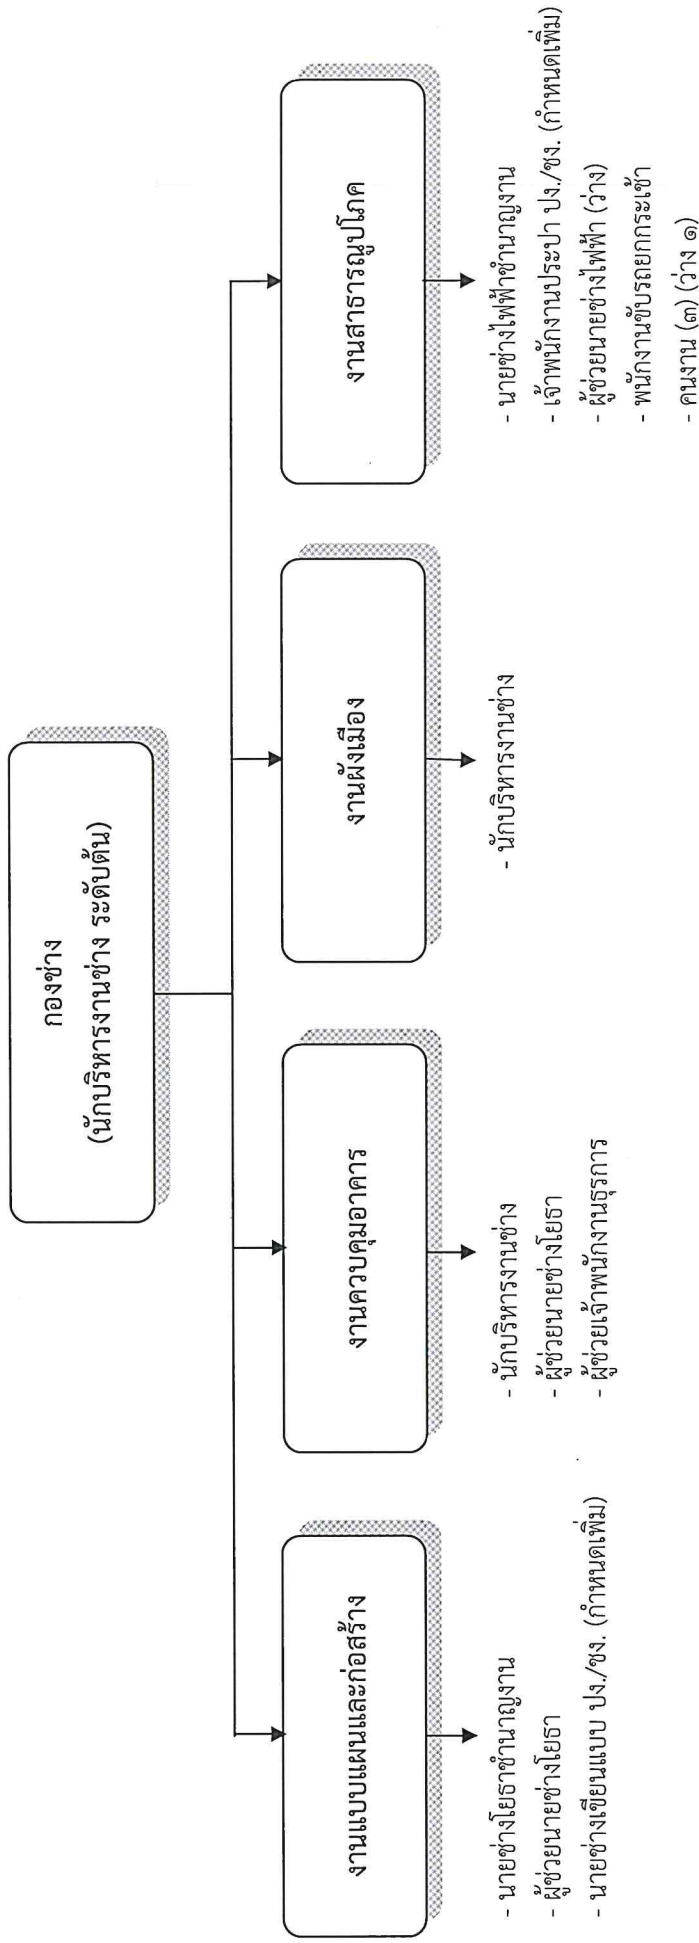 กองช่าง
(นักบริหารงานช่าง ระดับต้น)
งานแบบแผนและก่อสร้าง
- นายช่างโยธาชำนาญงาน
- ผู้ช่วยนายช่างโยธา
- นายช่างเขียนแบบ ปง./ชง. (กำหนดเพิ่ม)
งานควบคุมอาคาร
- นักบริหารงานช่าง
- ผู้ช่วยนายช่างโยธา
- ผู้ช่วยเจ้าพนักงานธุรการ
งานผังเมือง
- นักบริหารงานช่าง
งานสาธารณูปโภค
- นายช่างไฟฟ้าชำนาญงาน
- เจ้าพนักงานประปา ปง./ชง. (กำหนดเพิ่ม)
- ผู้ช่วยนายช่างไฟฟ้า (ว่าง)
- พนักงานขับรถยกกระเช้า
- คนงาน (๓) (ว่าง ๑)